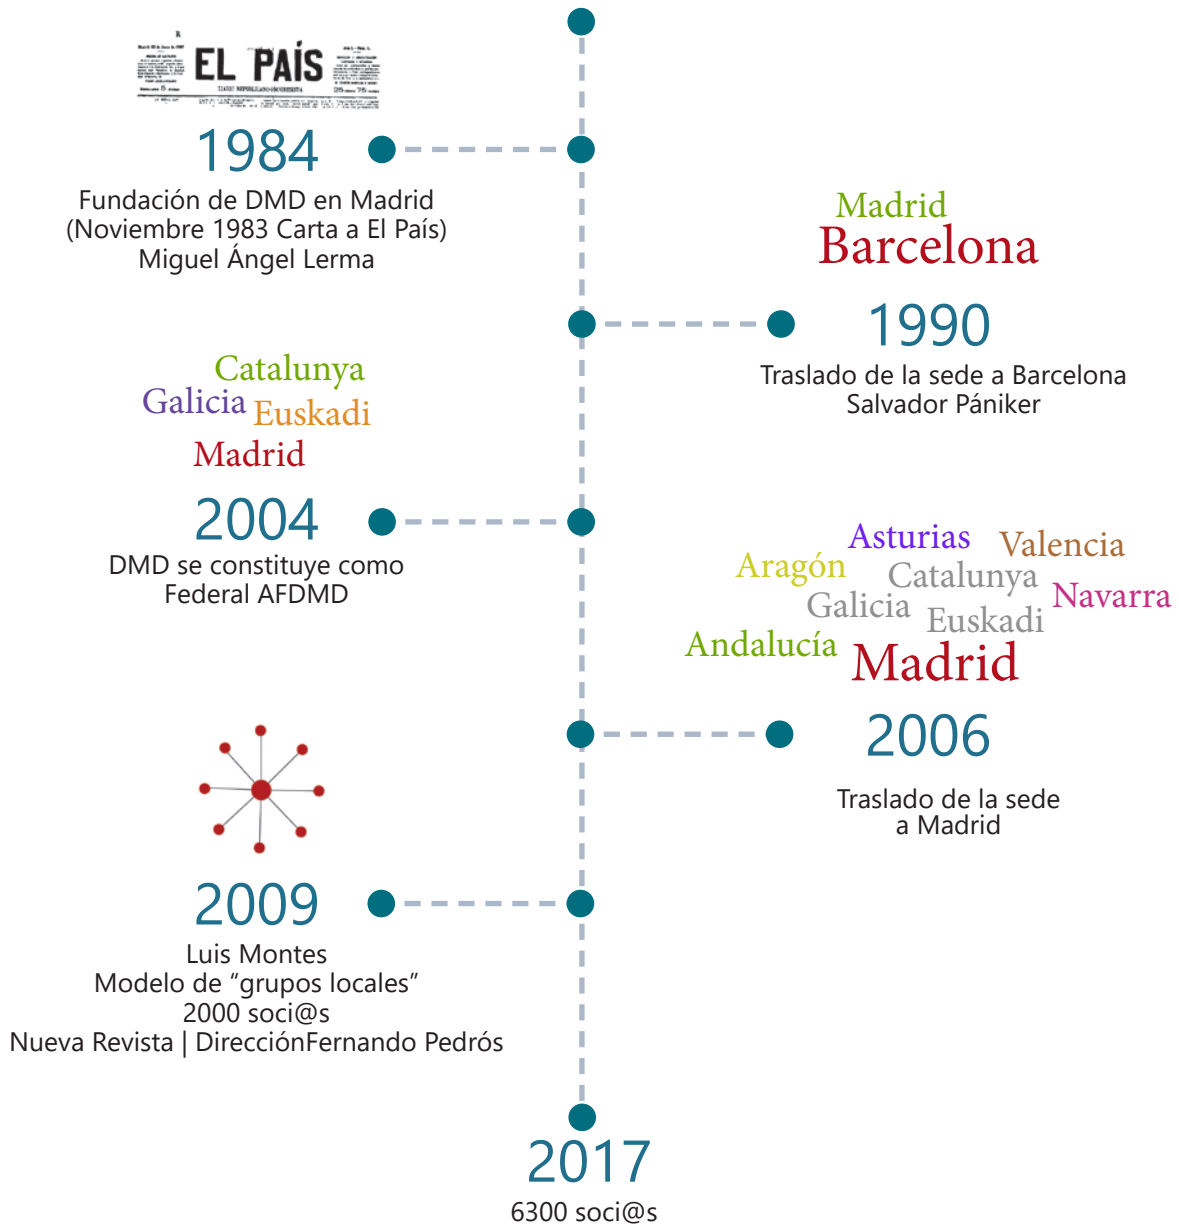 EL PAÍS
DIARIO REPUBLICANO-PROGRESISTA
1984
Fundación de DMD en Madrid
(Noviembre 1983 Carta a El País)
Miguel Ángel Lerma
Madrid
Barcelona
1990
Traslado de la sede a Barcelona
Salvador Pániker
Catalunya
Galicia Euskadi
Madrid
2004
DMD se constituye como
Federal AFDMD
Asturias Valencia
Aragón Catalunya
Galicia Euskadi Navarra
Andalucía Madrid
2006
Traslado de la sede
a Madrid
2009
Luis Montes
Modelo de “grupos locales”
2000 soci@s
Nueva Revista | DirecciónFernando Pedrós
2017
6300 soci@s